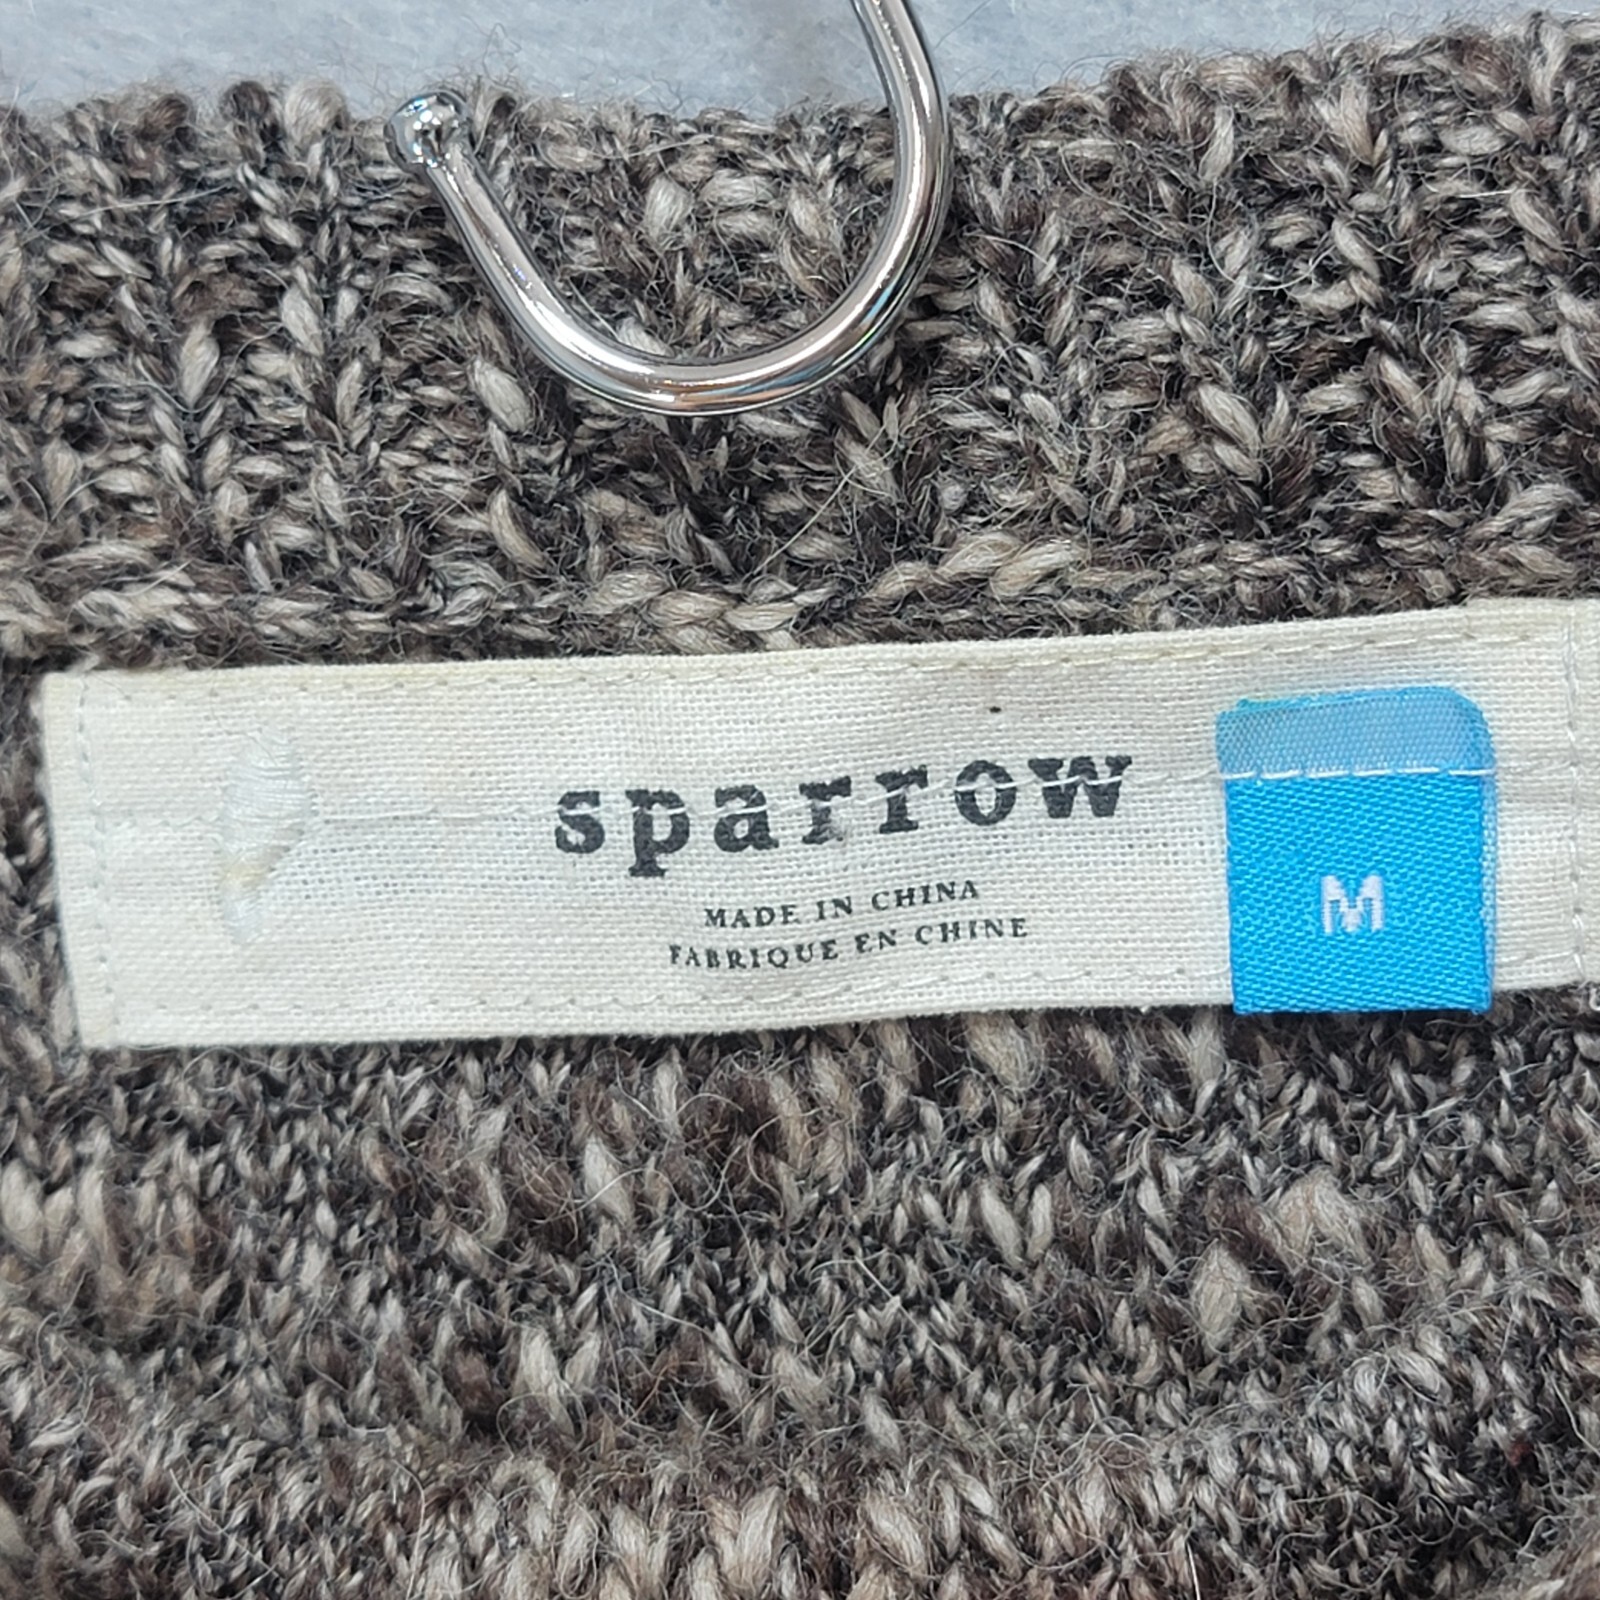 sparrow
MADE IN CHINA
FABRIQUE EN CHINE
M